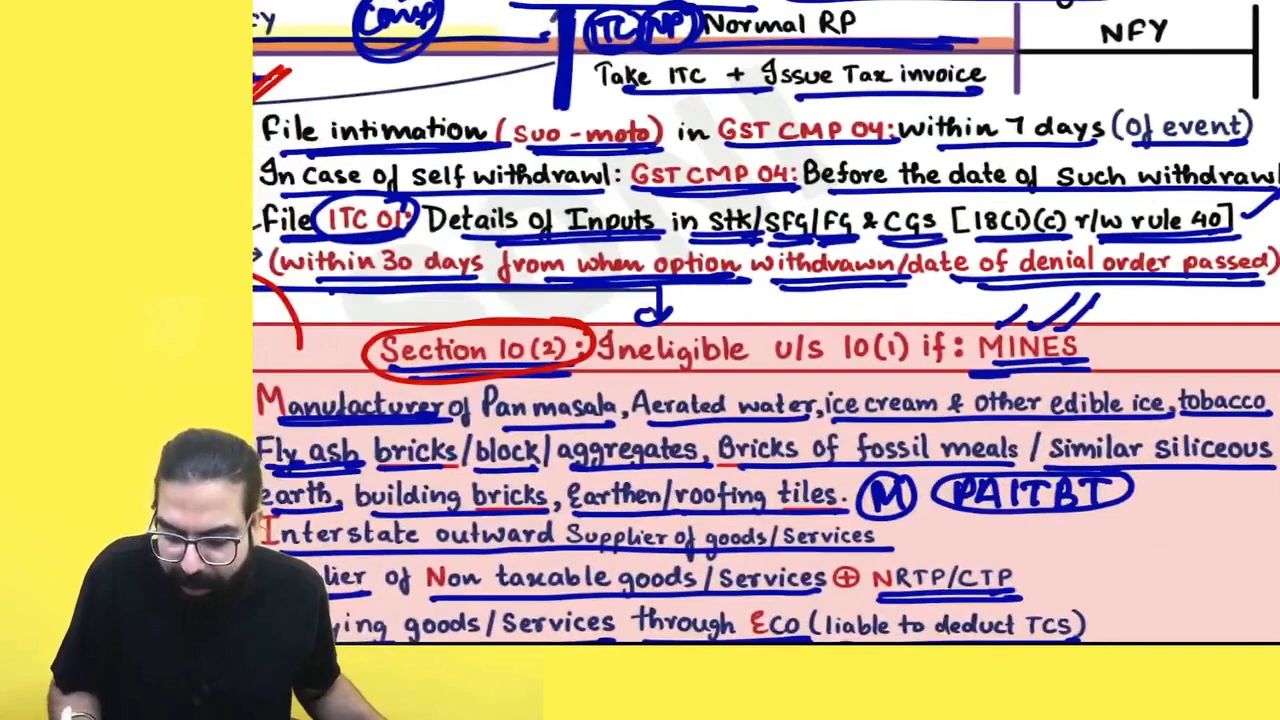 FY Comp ITC NP Normal RP NFY
Take ITC + Issue Tax invoice
File intimation (suo-moto) in GST CMP 04: within 7 days (of event)
In case of self withdrawl: GST CMP 04: Before the date of such withdrawl
File ITC 01: Details of Inputs in Stk/SFG/FG & CGS [18(1)(c) r/w rule 40]
(within 30 days from when option withdrawn/date of denial order passed)
Section 10(2): Ineligible u/s 10(1) if: MINES
Manufacturer of Pan masala, Aerated water, ice cream & other edible ice, tobacco
Fly ash bricks/block/aggregates, Bricks of fossil meals / Similar siliceous
earth, building bricks, Earthen/roofing tiles. M PAITBT
Interstate outward Supplier of goods/Services
lier of Non taxable goods/Services + NRTP/CTP
ying goods/Services through ECO (liable to deduct TCS)